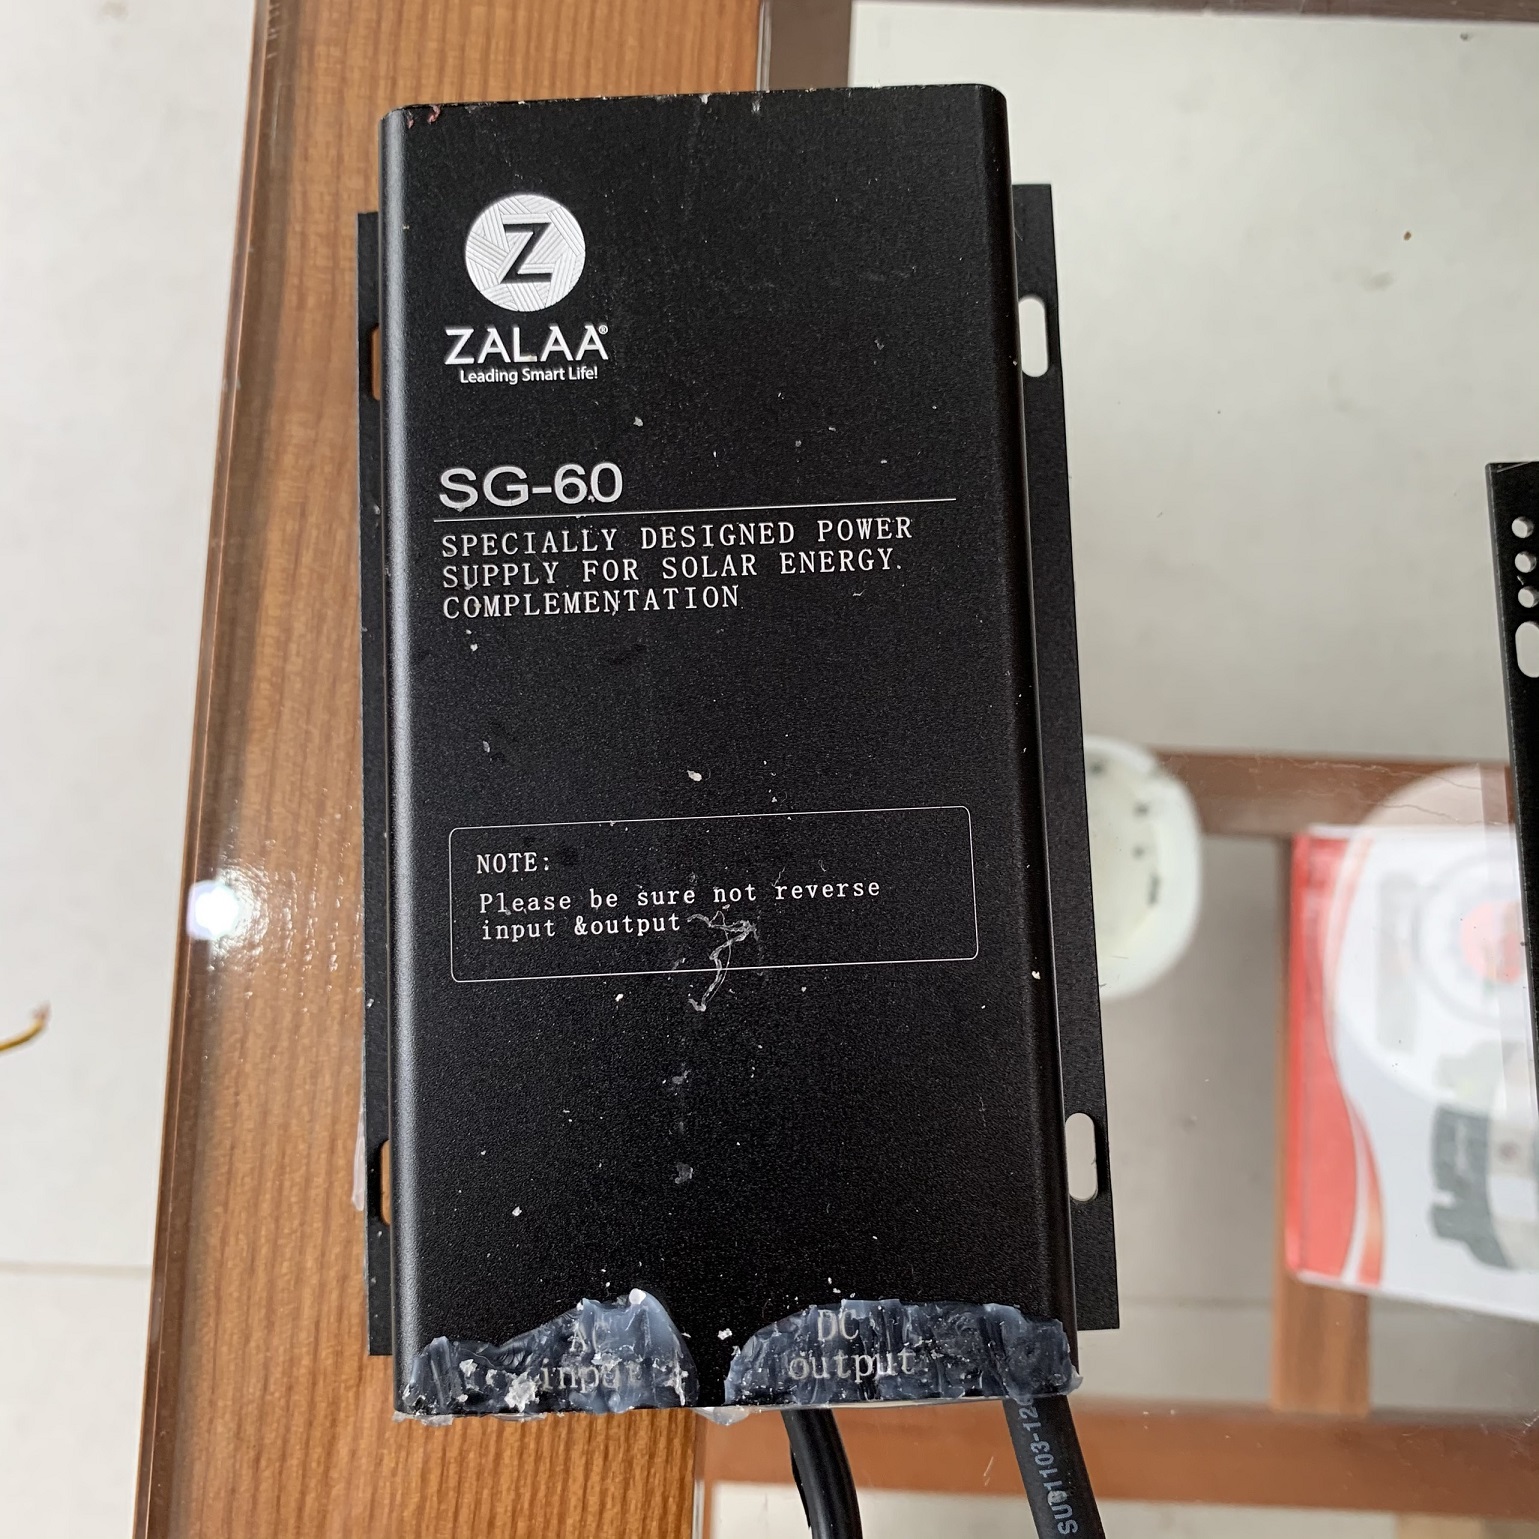 Z
ZALAA®
Leading Smart Life!
SG-60
SPECIALLY DESIGNED POWER
SUPPLY FOR SOLAR ENERGY.
COMPLEMENTATION
NOTE:
Please be sure not reverse
input &output
AC
input
DC
output